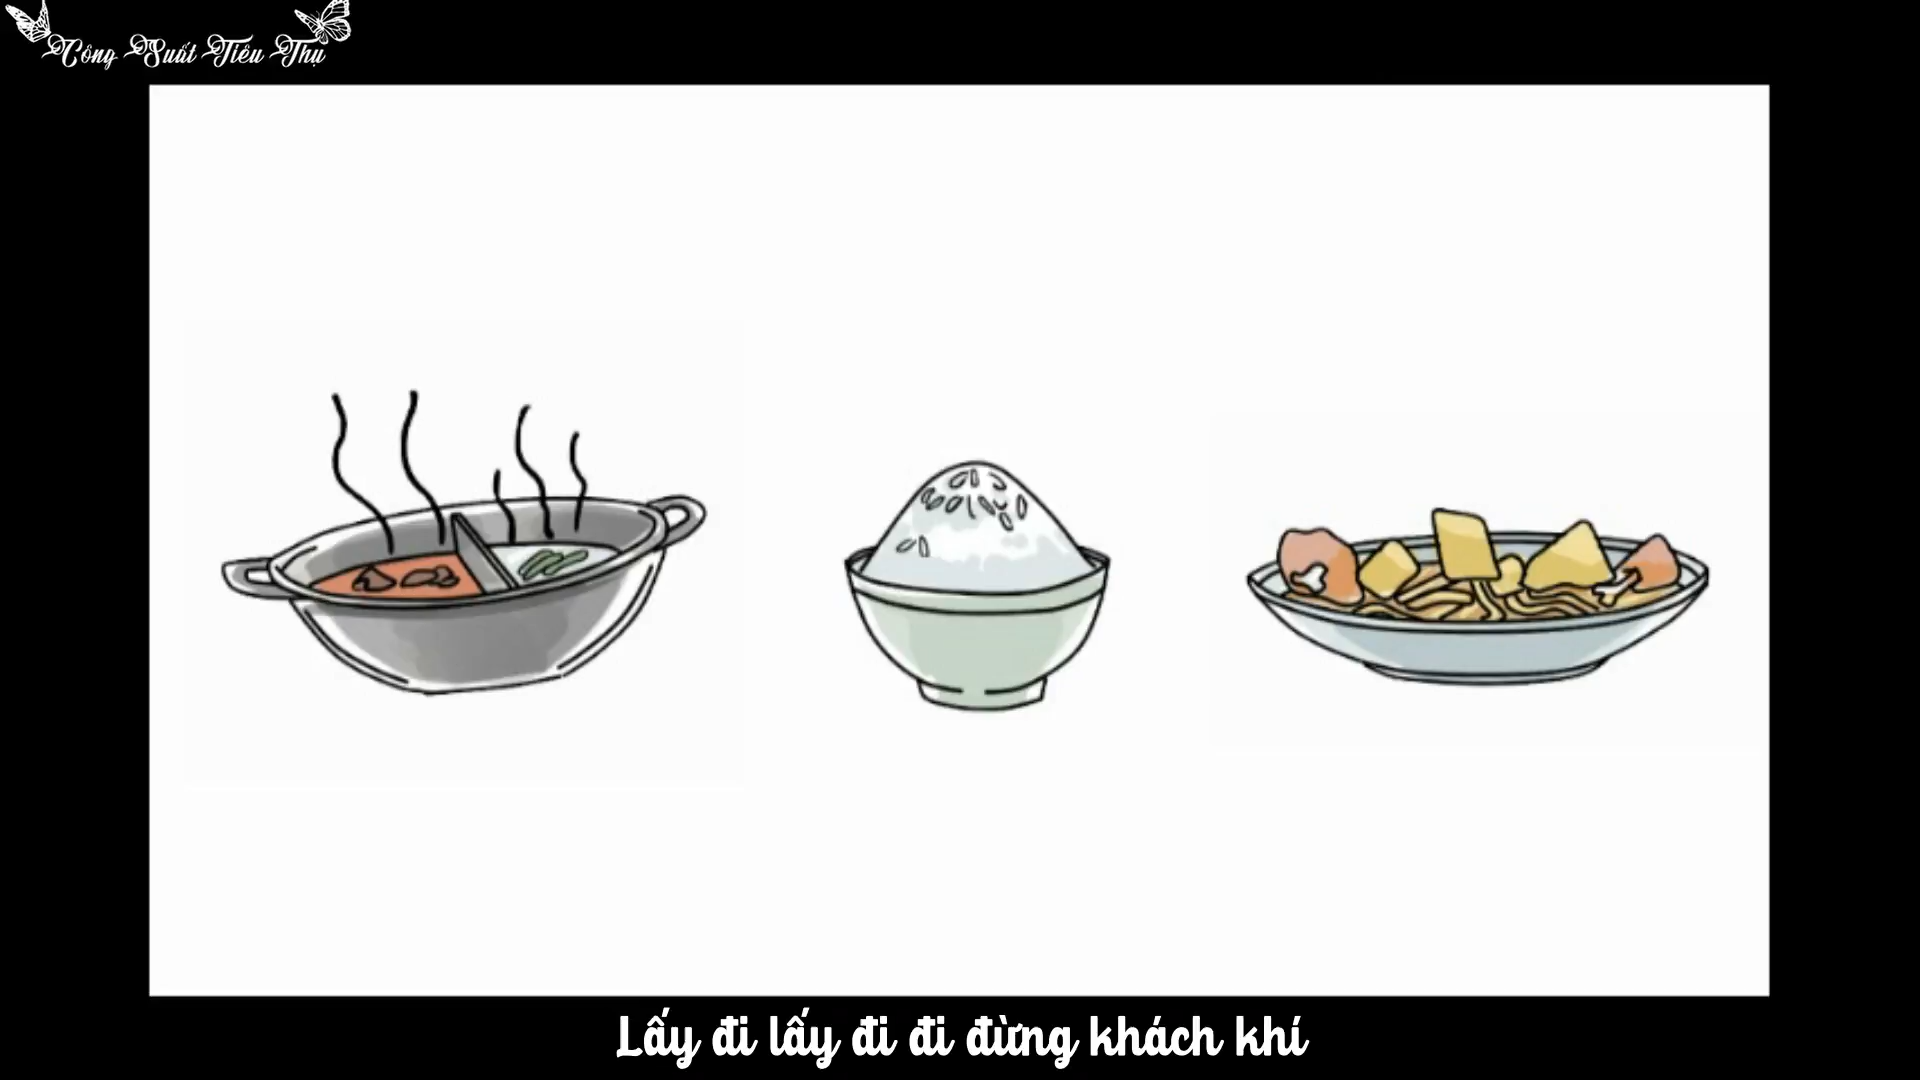 Công Suất Tiêu Thụ
Lấy đi lấy đi đi đừng khách khí